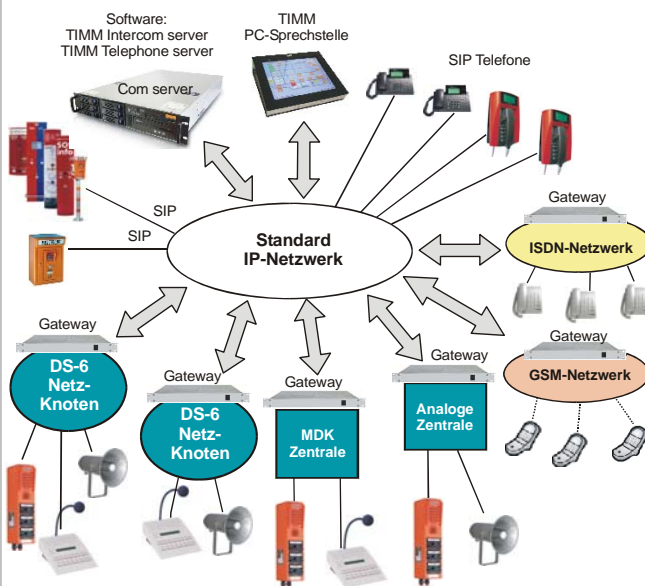 Software:
TIMM Intercom server
TIMM Telephone server
TIMM
PC-Sprechstelle
SIP Telefone
Com server
SIP
SIP
Standard
IP-Netzwerk
Gateway
ISDN-Netzwerk
Gateway
GSM-Netzwerk
Gateway
DS-6
Netz-
Knoten
Gateway
DS-6
Netz-
Knoten
Gateway
MDK
Zentrale
Gateway
Analoge
Zentrale